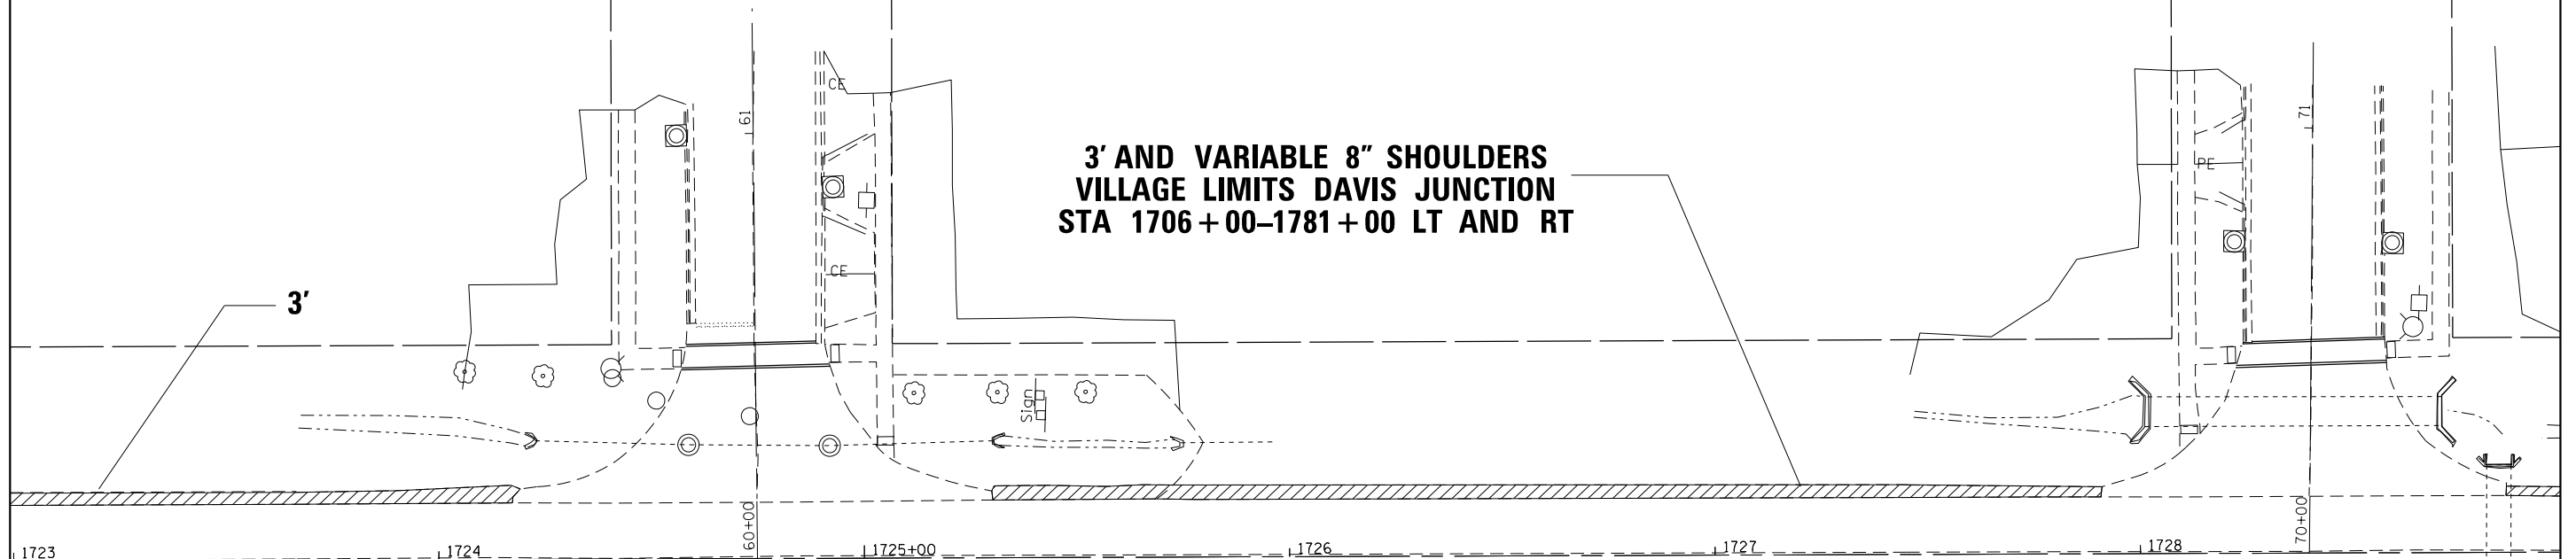 CE
61
71
3' AND VARIABLE 8" SHOULDERS
VILLAGE LIMITS DAVIS JUNCTION
STA 1706+00–1781+00 LT AND RT
PE
CE
3'
Sign
60+00
70+00
1723
1724
1725+00
1726
1727
1728